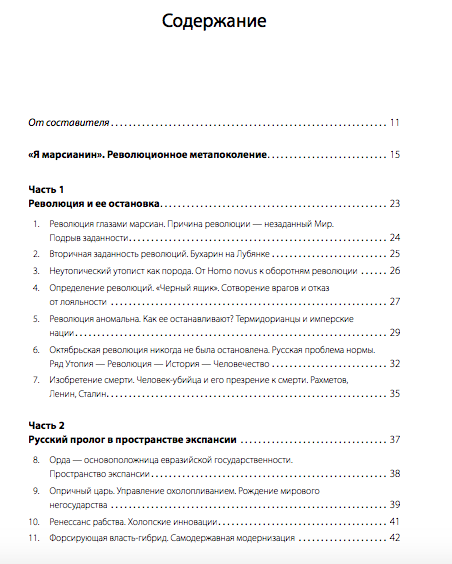 Содержание
От составителя ........ 11
«Я марсианин». Революционное метапоколение ........ 15
Часть 1
Революция и ее остановка ........ 23
1. Революция глазами марсиан. Причина революции — незаданный Мир.
Подрыв заданности ........ 24
2. Вторичная заданность революций. Бухарин на Лубянке ........ 25
3. Неутопический утопист как порода. От Homo novus к оборотням революции ........ 26
4. Определение революций. «Черный ящик». Сотворение врагов и отказ
от лояльности ........ 27
5. Революция аномальна. Как ее останавливают? Термидорианцы и имперские
нации ........ 29
6. Октябрьская революция никогда не была остановлена. Русская проблема нормы.
Ряд Утопия — Революция — История — Человечество ........ 32
7. Изобретение смерти. Человек-убийца и его презрение к смерти. Рахметов,
Ленин, Сталин ........ 35
Часть 2
Русский пролог в пространстве экспансии ........ 37
8. Орда — основоположница евразийской государственности.
Пространство экспансии ........ 38
9. Опричный царь. Управление охолопливанием. Рождение мирового
негосударства ........ 39
10. Ренессанс рабства. Холопские инновации ........ 41
11. Форсирующая власть-гибрид. Самодержавная модернизация ........ 42